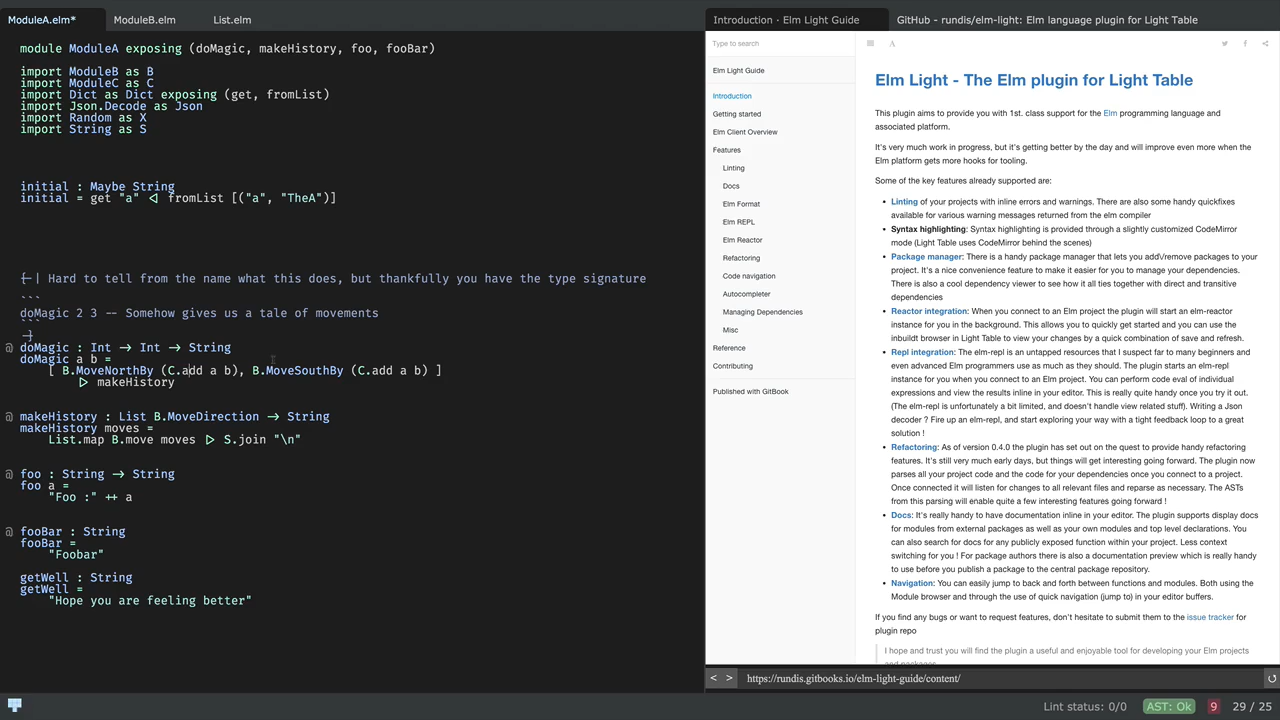 ModuleA.elm*
ModuleB.elm
List.elm
module ModuleA exposing (doMagic, makeHistory, foo, fooBar)
import ModuleB as B
import ModuleC as C
import Dict as Dict exposing (get, fromList)
import Json.Decode as Json
import Random as X
import String as S
initial : Maybe String
initial = get "a" <| fromList [("a", "TheA")]
Hard to tell from the name what this does, but thankfully you have the type signature
```
doMagic 2 3 -- Somehow gives you a tale of movements
```
@ doMagic : Int -> Int -> String
doMagic a b =
[ B.MoveNorthBy (C.add a b), B.MoveSouthBy (C.add a b) ]
|> makeHistory
@ makeHistory : List B.MoveAction -> String
makeHistory moves =
List.map B.move moves |> S.join "\n"
@ foo : String -> String
foo a =
"Foo :" ++ a
@ fooBar : String
fooBar =
"Foobar"
getWell : String
getWell =
"Hope you are feeling better"
Introduction · Elm Light Guide
GitHub - rundis/elm-light: Elm language plugin for Light Table
Type to search
A
Elm Light Guide
Introduction
Getting started
Elm Client Overview
Features
Linting
Docs
Elm Format
Elm REPL
Elm Reactor
Refactoring
Code navigation
Autocompleter
Managing Dependencies
Misc
Reference
Contributing
Published with GitBook
Elm Light - The Elm plugin for Light Table
This plugin aims to provide you with 1st. class support for the Elm programming language and
associated platform.
It's very much work in progress, but it's getting better by the day and will improve even more when the
Elm platform gets more hooks for tooling.
Some of the key features already supported are:
• Linting of your projects with inline errors and warnings. There are also some handy quickfixes
available for various warning messages returned from the elm compiler
• Syntax highlighting: Syntax highlighting is provided through a slightly customized CodeMirror
mode (Light Table uses CodeMirror behind the scenes)
• Package manager: There is a handy package manager that lets you add\/remove packages to your
project. It's a nice convenience feature to make it easier for you to manage your dependencies.
There is also a cool dependency viewer to see how it all ties together with direct and transitive
dependencies
• Reactor integration: When you connect to an Elm project the plugin will start an elm-reactor
instance for you in the background. This allows you to quickly get started and you can use the
inbuildt browser in Light Table to view your changes by a quick combination of save and refresh.
• Repl integration: The elm-repl is an untapped resources that I suspect far to many beginners and
even advanced Elm programmers use as much as they should. The plugin starts an elm-repl
instance for you when you connect to an Elm project. You can perform code eval of individual
expressions and view the results inline in your editor. This is really quite handy once you try it out.
(The elm-repl is unfortunately a bit limited, and doesn't handle view related stuff). Writing a Json
decoder ? Fire up an elm-repl, and start exploring your way with a tight feedback loop to a great
solution !
• Refactoring: As of version 0.4.0 the plugin has set out on the quest to provide handy refactoring
features. It's still very much early days, but things will get interesting going forward. The plugin now
parses all your project code and the code for your dependencies once you connect to a project.
Once connected it will listen for changes to all relevant files and reparse as necessary. The ASTs
from this parsing will enable quite a few interesting features going forward !
• Docs: It's really handy to have documentation inline in your editor. The plugin supports display docs
for modules from external packages as well as your own modules and top level declarations. You
can also search for docs for any publicly exposed function within your project. Less context
switching for you ! For package authors there is also a documentation preview which is really handy
to use before you publish a package to the central package repository.
• Navigation: You can easily jump to back and forth between functions and modules. Both using the
Module browser and through the use of quick navigation (jump to) in your editor buffers.
If you find any bugs or want to request features, don't hesitate to submit them to the issue tracker for
plugin repo
I hope and trust you will find the plugin a useful and enjoyable tool for developing your Elm projects
and packages
< > https://rundis.gitbooks.io/elm-light-guide/content/
Lint status: 0/0 AST: Ok 9 29 / 25